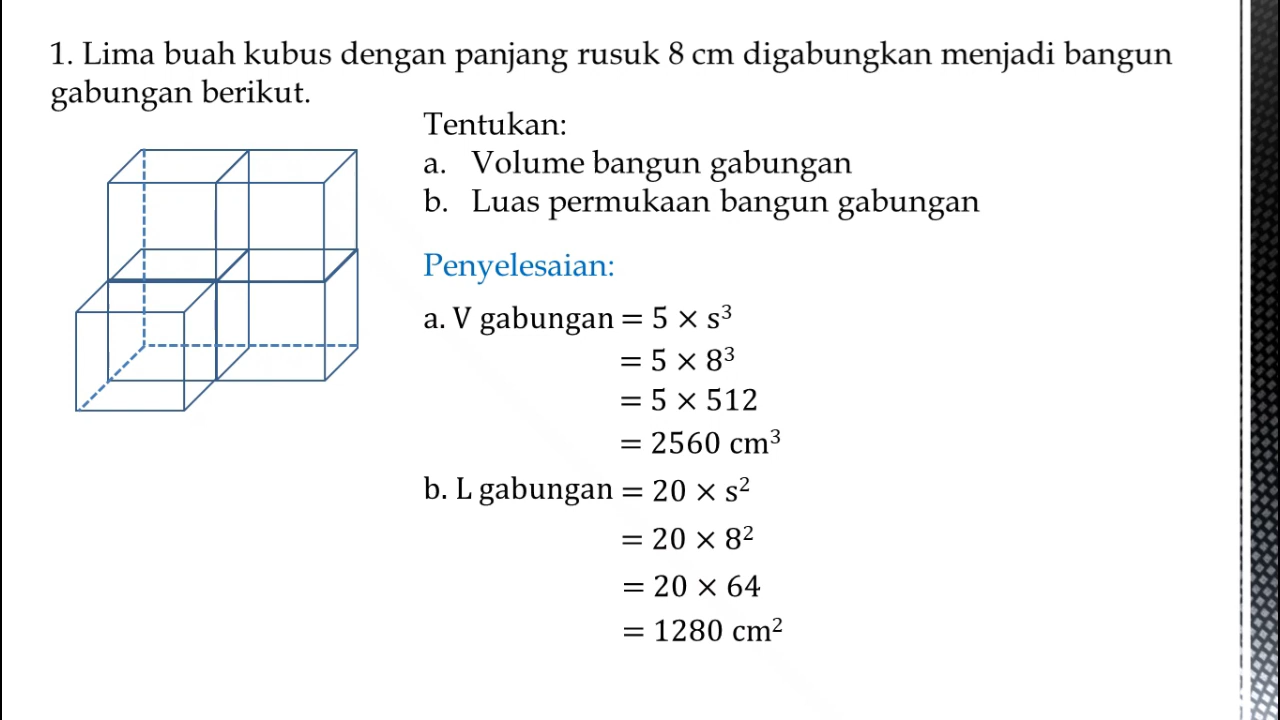 1. Lima buah kubus dengan panjang rusuk 8 cm digabungkan menjadi bangun
gabungan berikut.
Tentukan:
a. Volume bangun gabungan
b. Luas permukaan bangun gabungan
Penyelesaian:
a. V gabungan = 5 × s³
= 5 × 8³
= 5 × 512
= 2560 cm³
b. L gabungan = 20 × s²
= 20 × 8²
= 20 × 64
= 1280 cm²